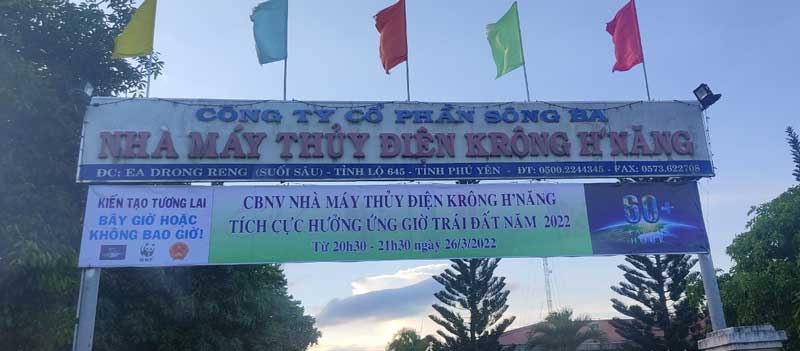 CÔNG TY CỔ PHẦN SÔNG BA
NHÀ MÁY THỦY ĐIỆN KRÔNG H'NĂNG
ĐC: EA DRONG RENG (SUỐI SÂU) - TỈNH LỘ 645 - TỈNH PHÚ YÊN - ĐT: 0500.2244345 - FAX: 0573.622708
KIẾN TẠO TƯƠNG LAI
BÂY GIỜ HOẶC
KHÔNG BAO GIỜ!
WWF
CBNV NHÀ MÁY THỦY ĐIỆN KRÔNG H'NĂNG
TÍCH CỰC HƯỞNG ỨNG GIỜ TRÁI ĐẤT NĂM 2022
Từ 20h30 - 21h30 ngày 26/3/2022
60+